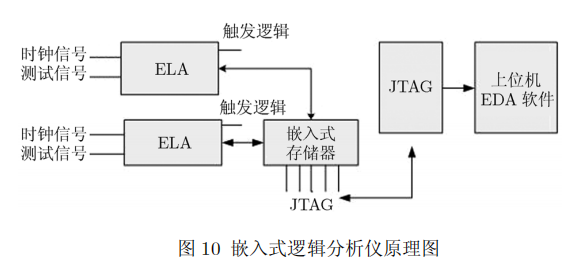 触发逻辑
时钟信号
测试信号
ELA
JTAG
上位机
EDA 软件
触发逻辑
时钟信号
测试信号
ELA
嵌入式
存储器
JTAG
图 10 嵌入式逻辑分析仪原理图